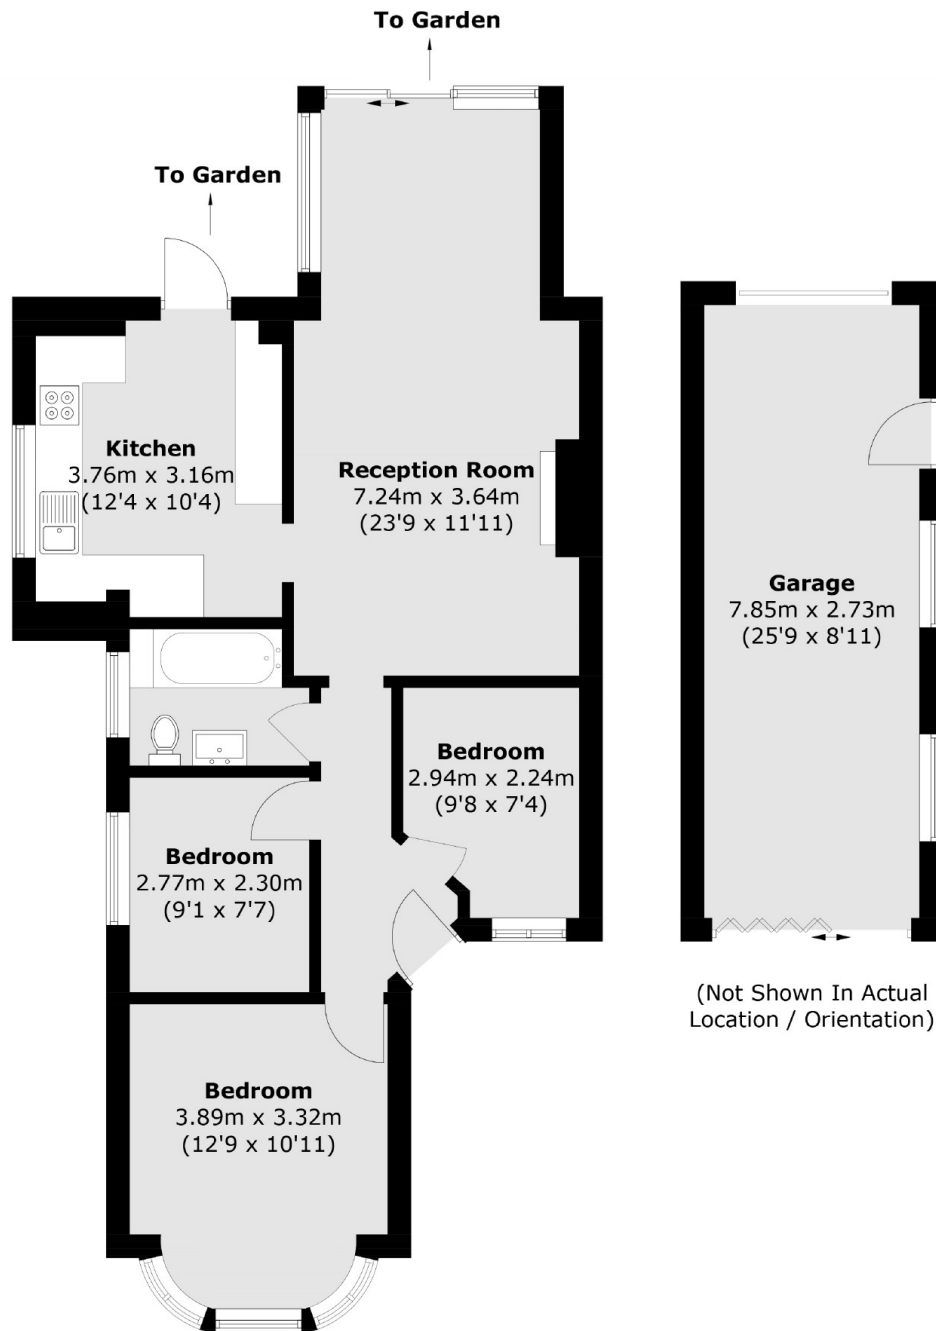 To Garden
To Garden
Kitchen
3.76m x 3.16m
(12'4 x 10'4)
Reception Room
7.24m x 3.64m
(23'9 x 11'11)
Garage
7.85m x 2.73m
(25'9 x 8'11)
Bedroom
2.94m x 2.24m
(9'8 x 7'4)
Bedroom
2.77m x 2.30m
(9'1 x 7'7)
(Not Shown In Actual
Location / Orientation)
Bedroom
3.89m x 3.32m
(12'9 x 10'11)